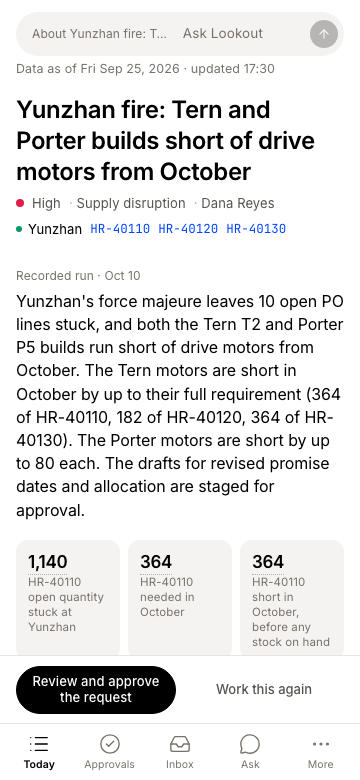 About Yunzhan fire: T... Ask Lookout
Data as of Fri Sep 25, 2026 · updated 17:30
Yunzhan fire: Tern and
Porter builds short of drive
motors from October
High · Supply disruption · Dana Reyes
Yunzhan HR-40110 HR-40120 HR-40130
Recorded run · Oct 10
Yunzhan's force majeure leaves 10 open PO
lines stuck, and both the Tern T2 and Porter
P5 builds run short of drive motors from
October. The Tern motors are short in
October by up to their full requirement (364
of HR-40110, 182 of HR-40120, 364 of HR-
40130). The Porter motors are short by up
to 80 each. The drafts for revised promise
dates and allocation are staged for
approval.
1,140
HR-40110
open quantity
stuck at
Yunzhan
364
HR-40110
needed in
October
364
HR-40110
short in
October,
before any
stock on hand
Review and approve
the request
Work this again
Today Approvals Inbox Ask More